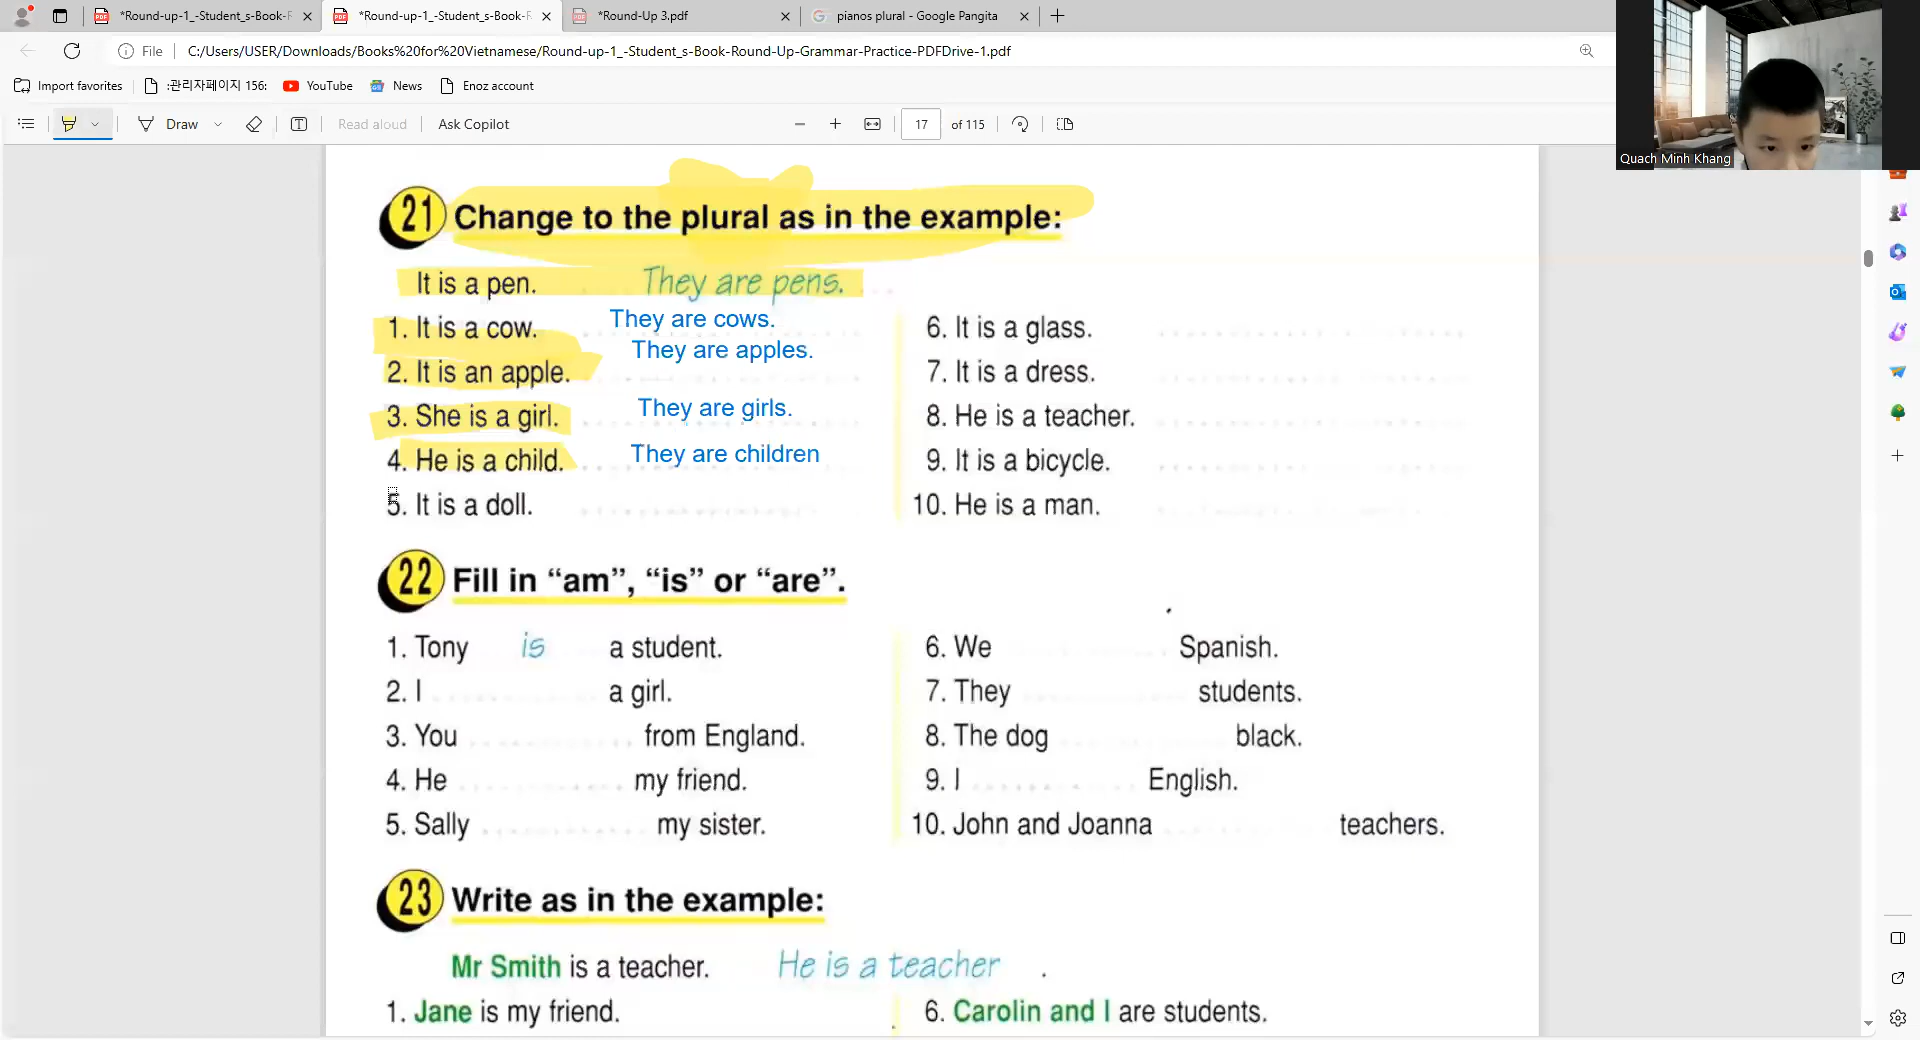 *Round-up-1_-Student_s-Book-R
*Round-up-1_-Student_s-Book-R
*Round-Up 3.pdf
pianos plural - Google Pangita
File
C:/Users/USER/Downloads/Books%20for%20Vietnamese/Round-up-1_-Student_s-Book-Round-Up-Grammar-Practice-PDFDrive-1.pdf
Import favorites
:관리자페이지 156:
YouTube
News
Enoz account
Draw
Read aloud
Ask Copilot
17 of 115
Quach Minh Khang
21 Change to the plural as in the example:
It is a pen. They are pens.
1. It is a cow. They are cows.
2. It is an apple. They are apples.
3. She is a girl. They are girls.
4. He is a child. They are children
5. It is a doll.
6. It is a glass.
7. It is a dress.
8. He is a teacher.
9. It is a bicycle.
10. He is a man.
22 Fill in “am”, “is” or “are”.
1. Tony is a student.
2. I a girl.
3. You from England.
4. He my friend.
5. Sally my sister.
6. We Spanish.
7. They students.
8. The dog black.
9. I English.
10. John and Joanna teachers.
23 Write as in the example:
Mr Smith is a teacher. He is a teacher .
1. Jane is my friend.
6. Carolin and I are students.